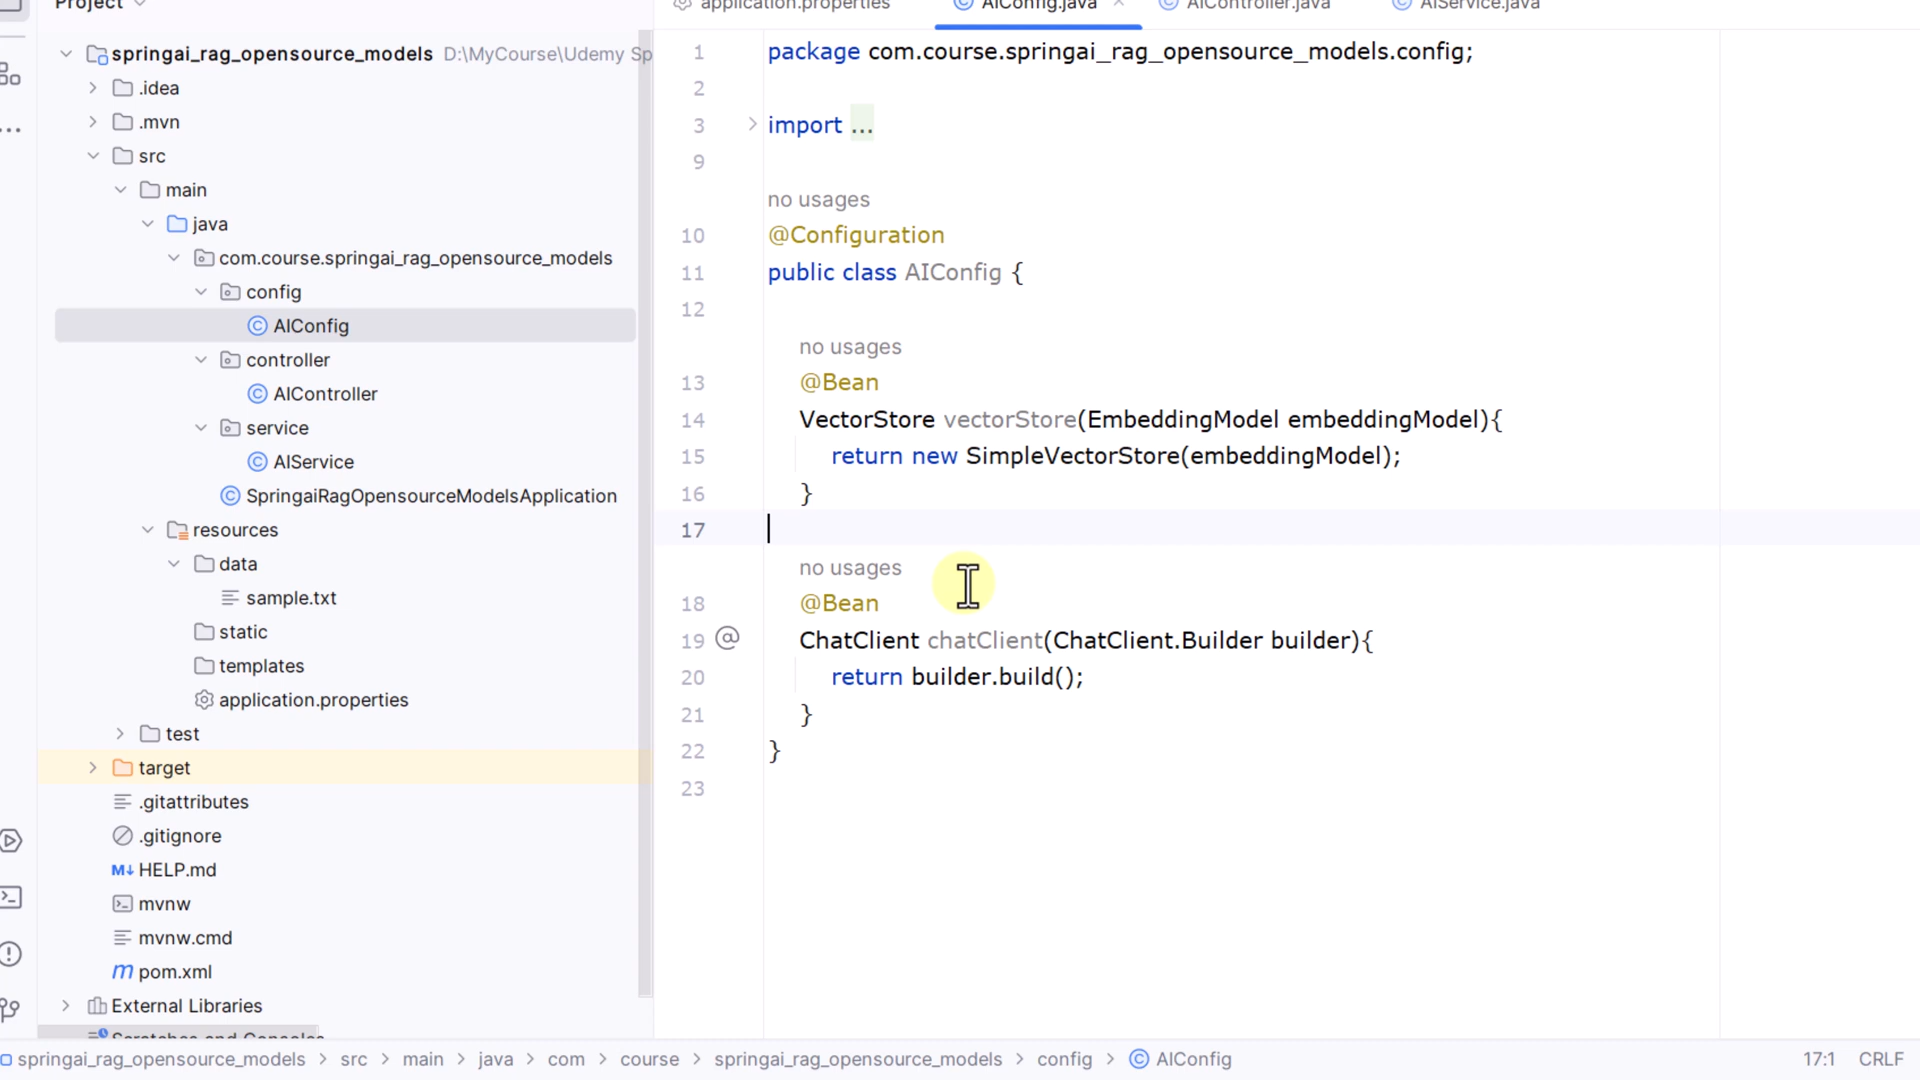 Project
springai_rag_opensource_models D:\MyCourse\Udemy Sp
.idea
.mvn
src
main
java
com.course.springai_rag_opensource_models
config
AIConfig
controller
AIController
service
AIService
SpringaiRagOpensourceModelsApplication
resources
data
sample.txt
static
templates
application.properties
test
target
.gitattributes
.gitignore
M↓ HELP.md
mvnw
mvnw.cmd
m pom.xml
External Libraries
Scratches and Consoles
application.properties AIConfig.java AIController.java AIService.java
1 package com.course.springai_rag_opensource_models.config;
2
3 import ...
9
no usages
10 @Configuration
11 public class AIConfig {
12
no usages
13 @Bean
14 VectorStore vectorStore(EmbeddingModel embeddingModel){
15 return new SimpleVectorStore(embeddingModel);
16 }
17
no usages
18 @Bean
19 @ ChatClient chatClient(ChatClient.Builder builder){
20 return builder.build();
21 }
22 }
23
springai_rag_opensource_models > src > main > java > com > course > springai_rag_opensource_models > config > AIConfig 17:1 CRLF